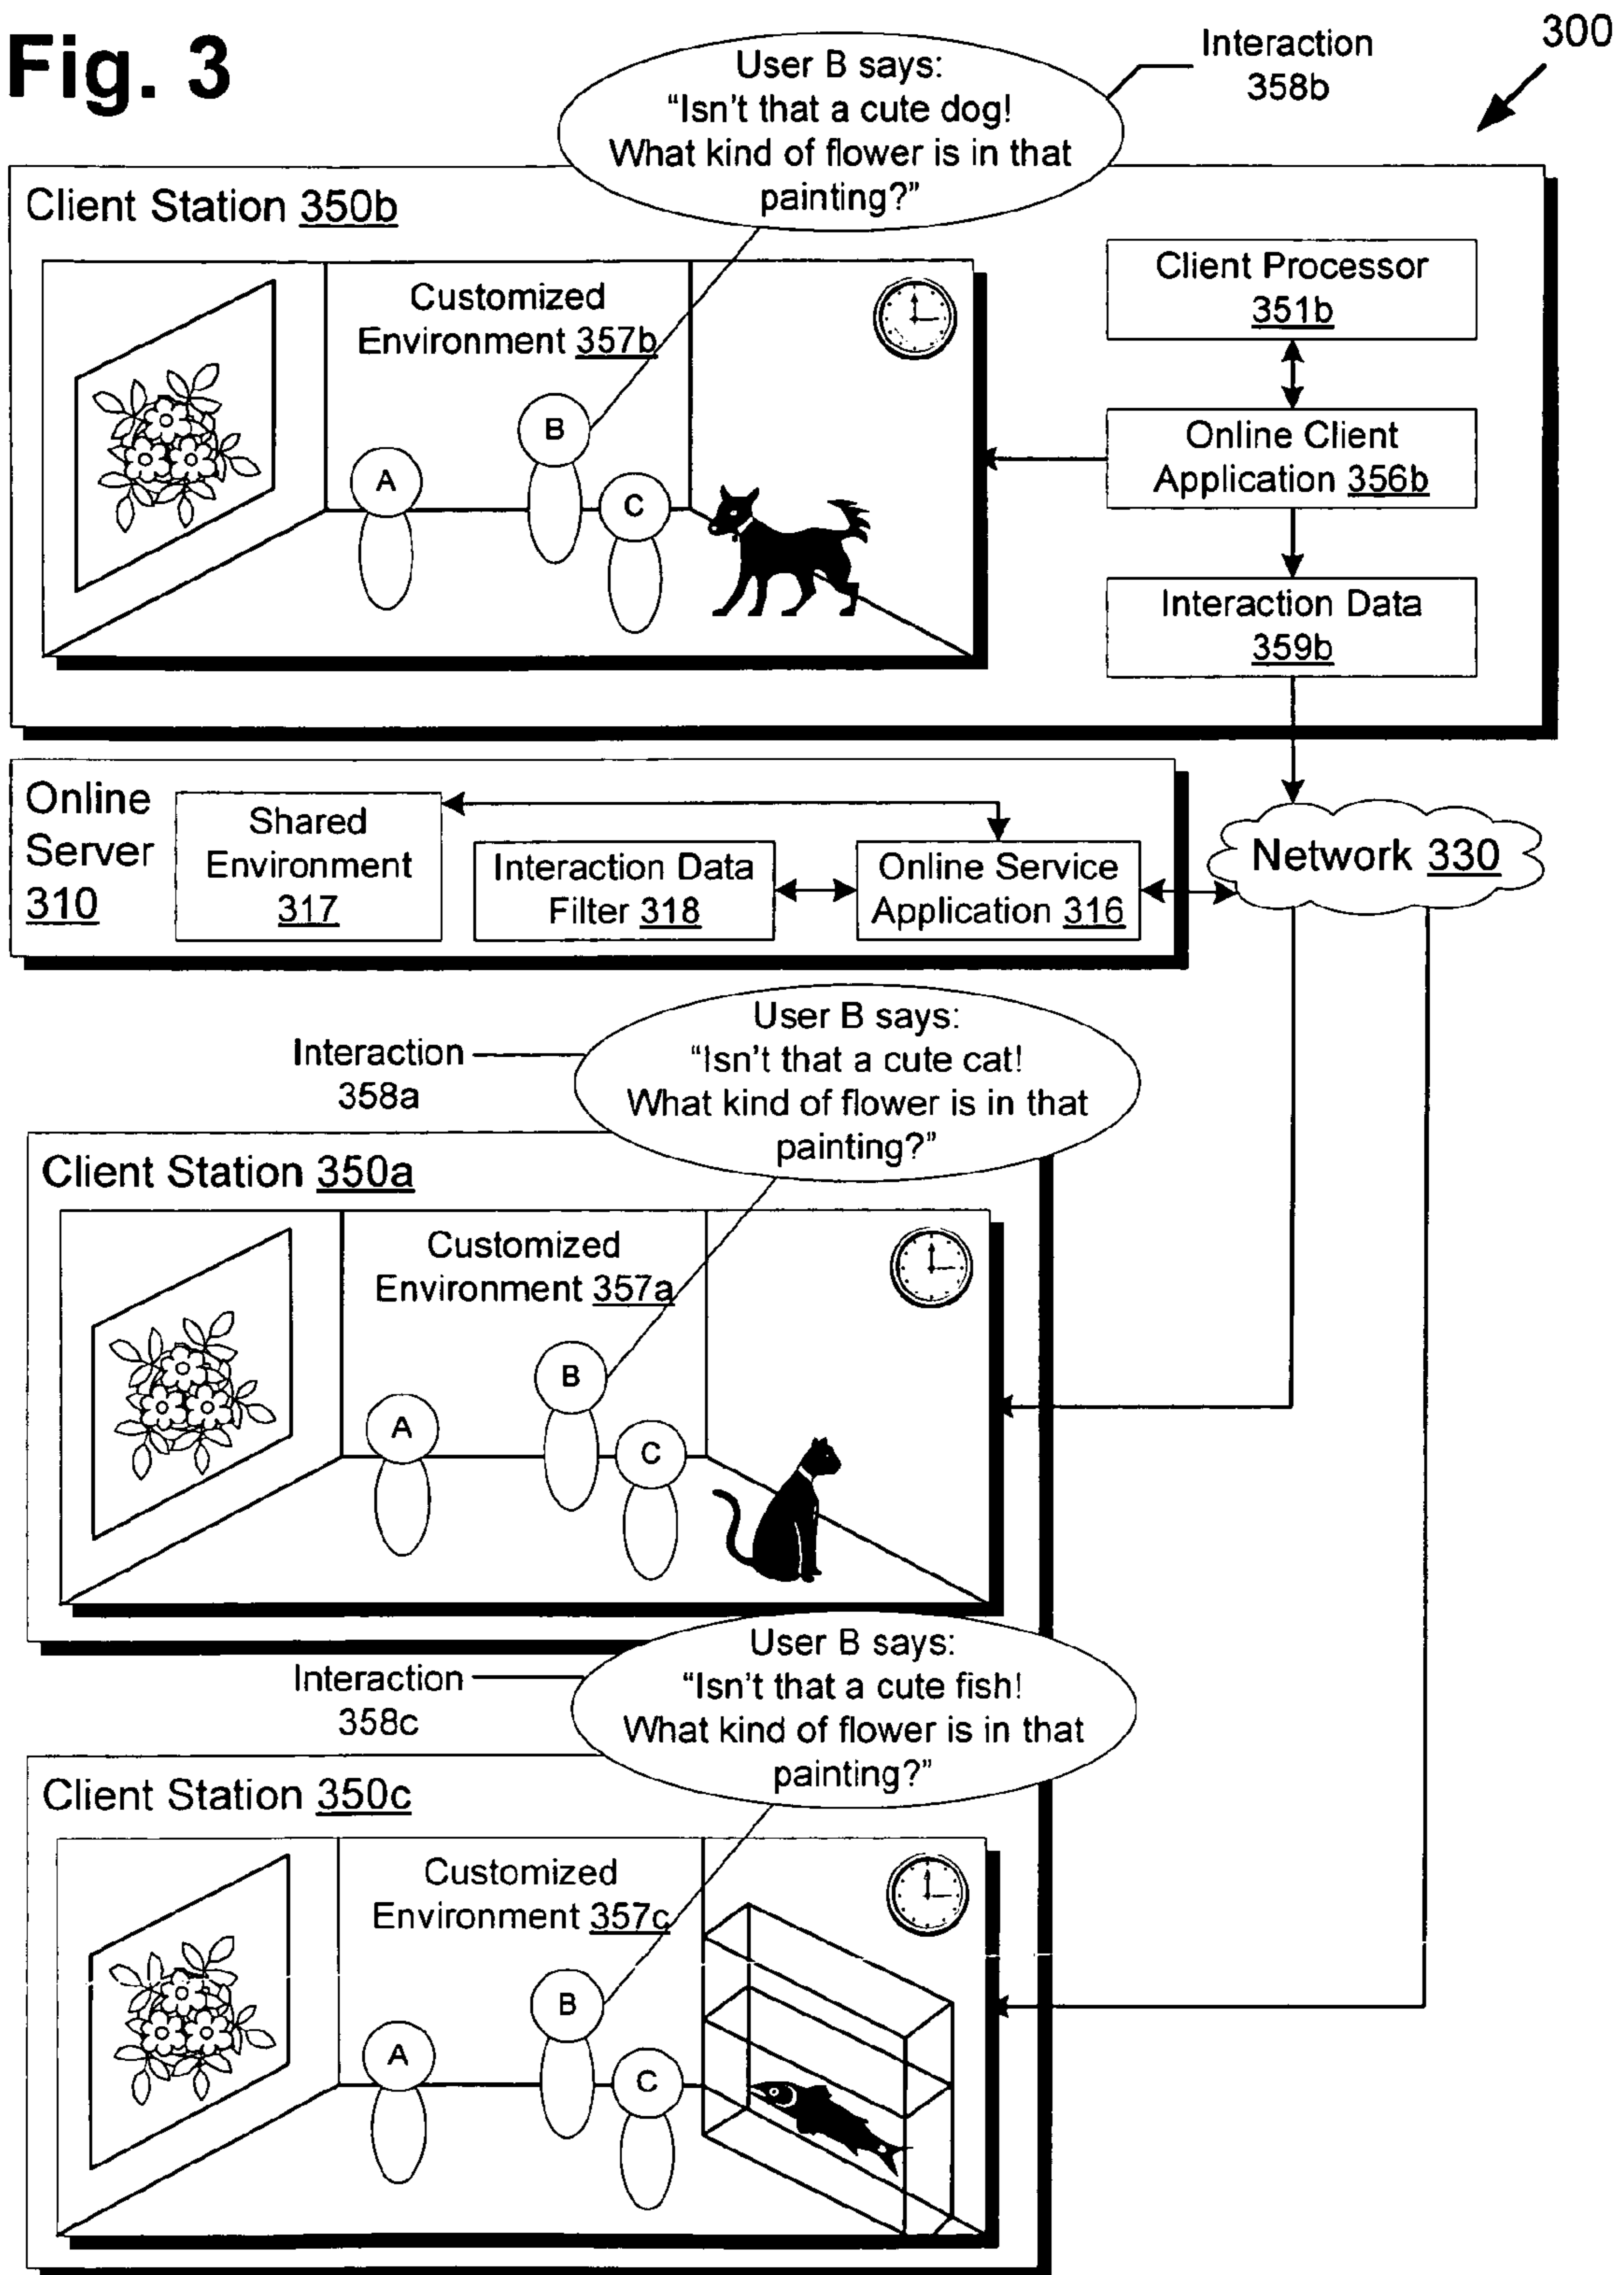 Fig. 3
300
Interaction
358b
User B says:
“Isn't that a cute dog!
What kind of flower is in that
painting?”
Client Station 350b
Customized
Environment 357b
A
B
C
Client Processor
351b
Online Client
Application 356b
Interaction Data
359b
Online
Server
310
Shared
Environment
317
Interaction Data
Filter 318
Online Service
Application 316
Network 330
Interaction
358a
User B says:
“Isn't that a cute cat!
What kind of flower is in that
painting?”
Client Station 350a
Customized
Environment 357a
A
B
C
Interaction
358c
User B says:
“Isn't that a cute fish!
What kind of flower is in that
painting?”
Client Station 350c
Customized
Environment 357c
A
B
C